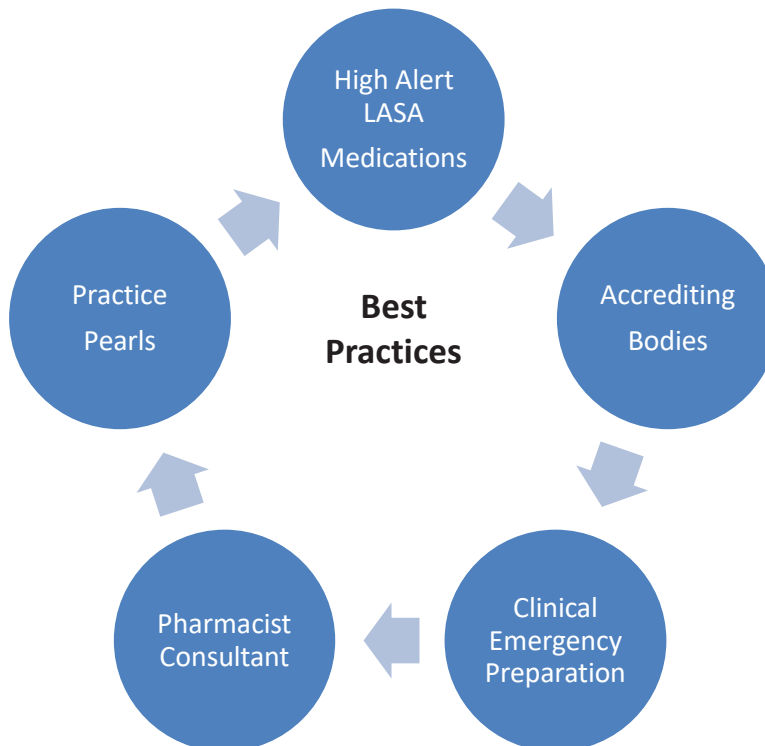 High Alert
LASA
Medications
Accrediting
Bodies
Clinical
Emergency
Preparation
Pharmacist
Consultant
Practice
Pearls
Best
Practices